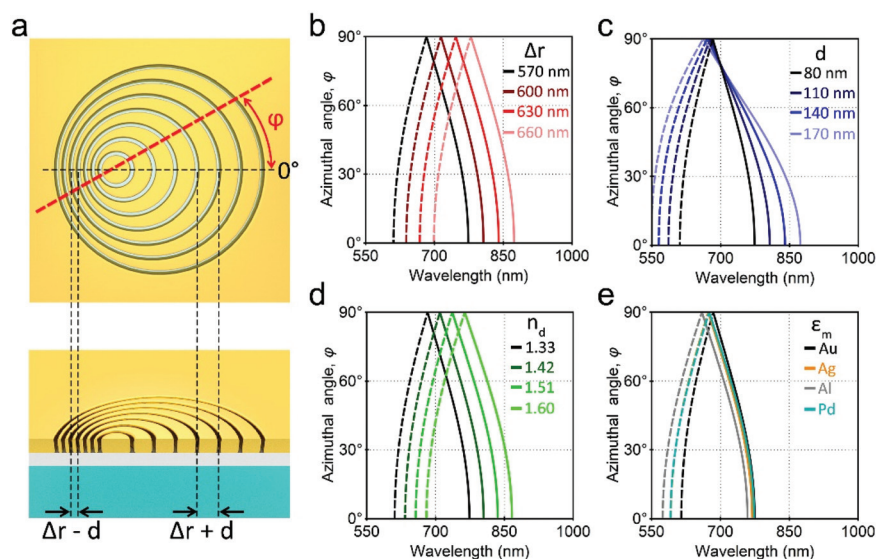 a
φ
0°
Δr - d
Δr + d
b
90°
60°
30°
0°
Azimuthal angle, φ
Δr
570 nm
600 nm
630 nm
660 nm
550
700
850
1000
Wavelength (nm)
c
90°
60°
30°
0°
Azimuthal angle, φ
d
80 nm
110 nm
140 nm
170 nm
550
700
850
1000
Wavelength (nm)
d
90°
60°
30°
0°
Azimuthal angle, φ
n_d
1.33
1.42
1.51
1.60
550
700
850
1000
Wavelength (nm)
e
90°
60°
30°
0°
Azimuthal angle, φ
ε_m
Au
Ag
Al
Pd
550
700
850
1000
Wavelength (nm)